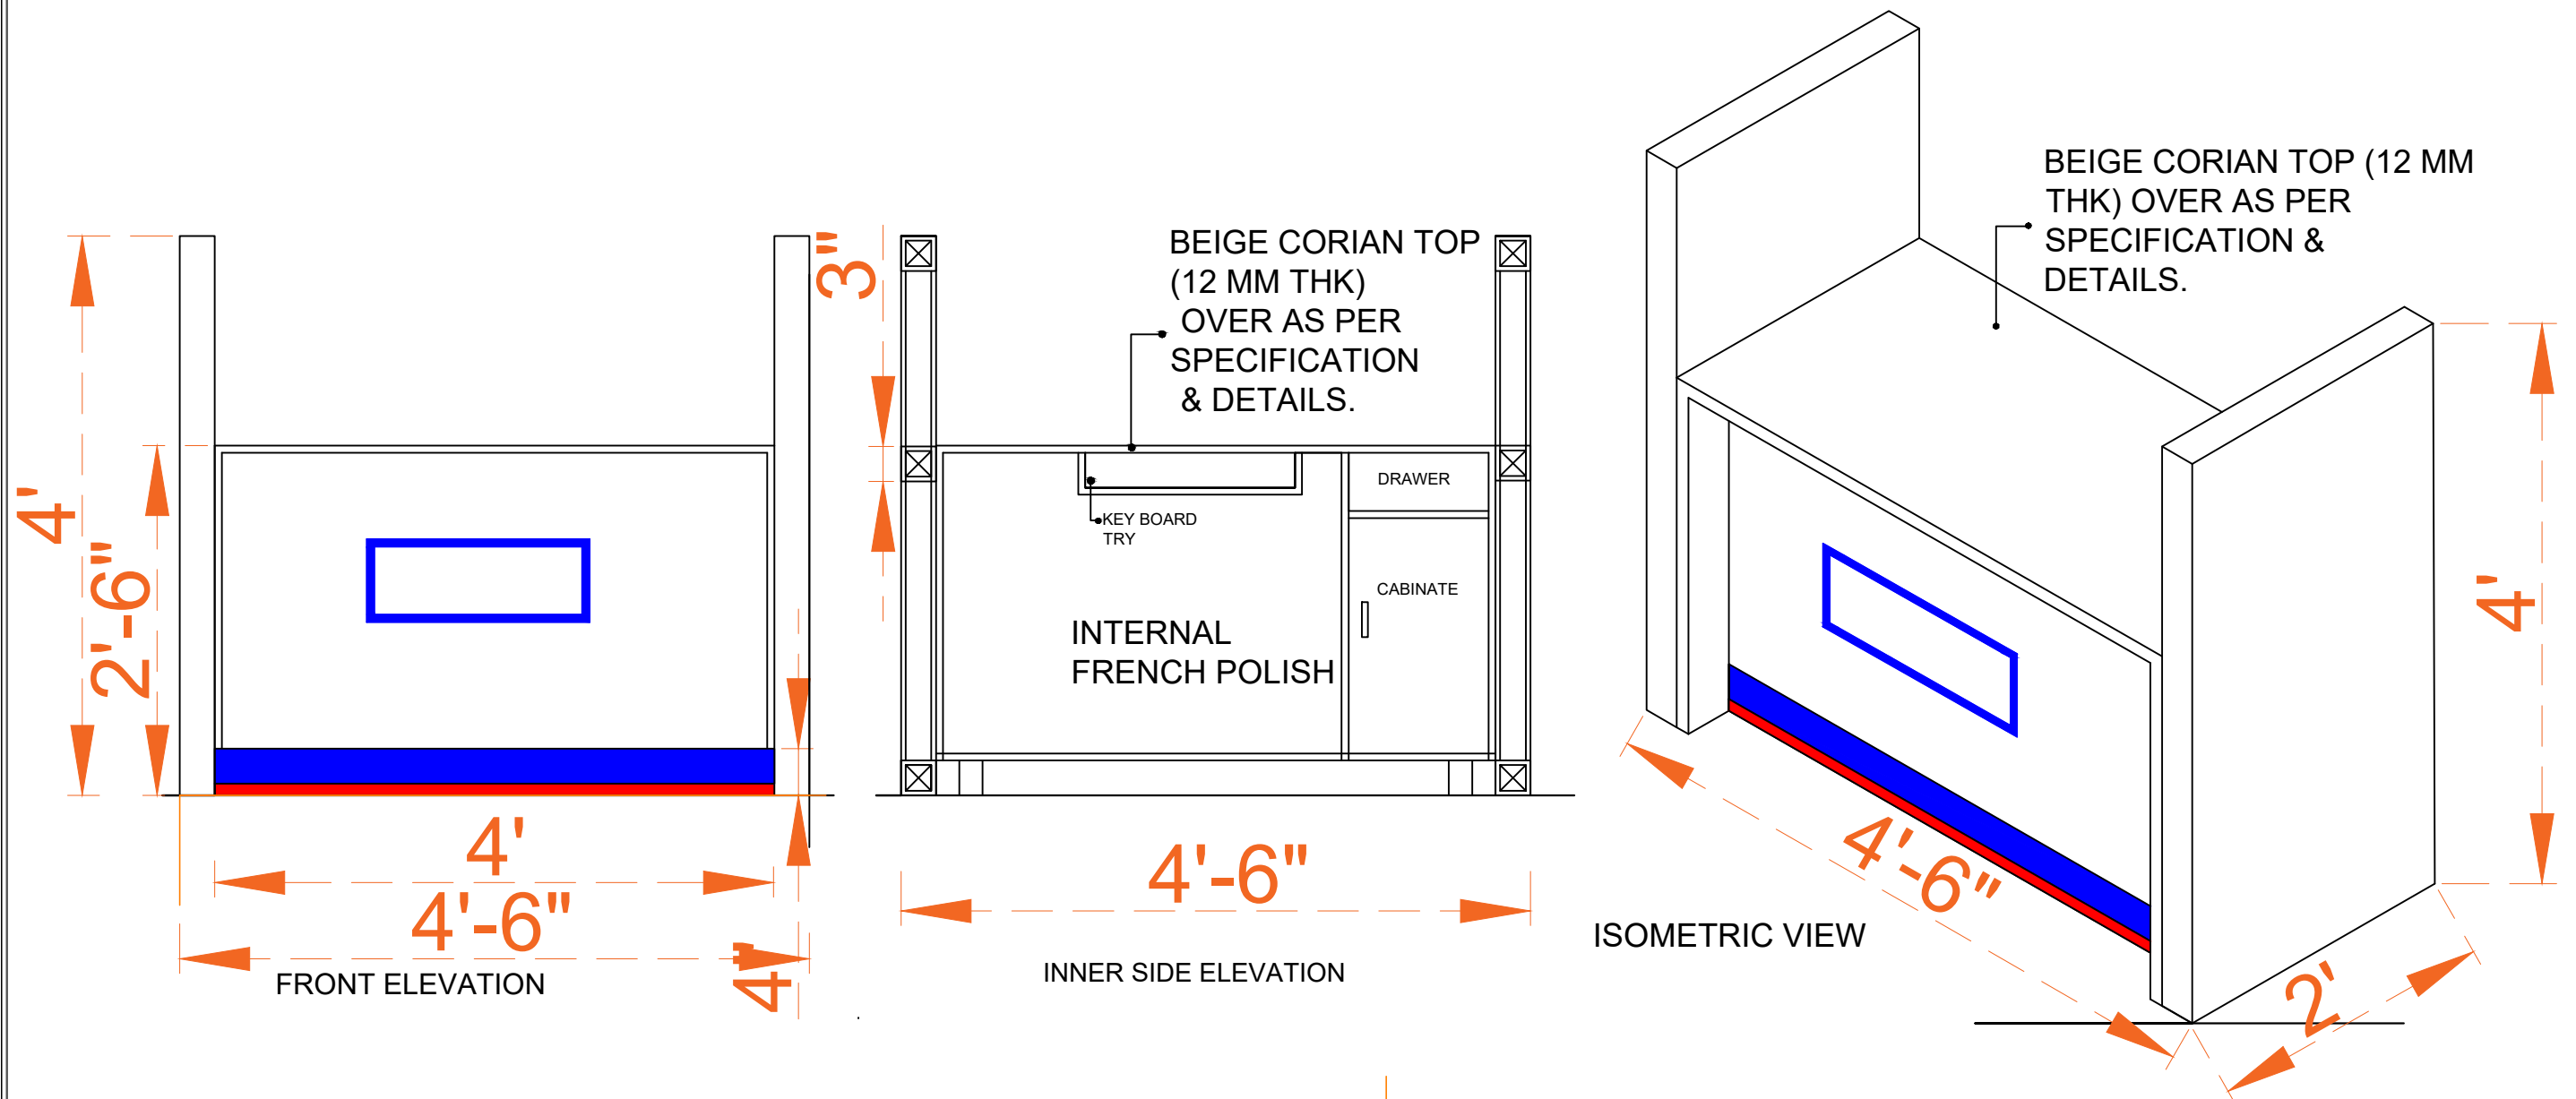 4'
2'-6"
4'
4'-6"
4"
FRONT ELEVATION
3"
BEIGE CORIAN TOP
(12 MM THK)
OVER AS PER
SPECIFICATION
& DETAILS.
DRAWER
KEY BOARD
TRY
CABINATE
INTERNAL
FRENCH POLISH
4'-6"
INNER SIDE ELEVATION
BEIGE CORIAN TOP (12 MM
THK) OVER AS PER
SPECIFICATION &
DETAILS.
4'
4'-6"
2'
ISOMETRIC VIEW